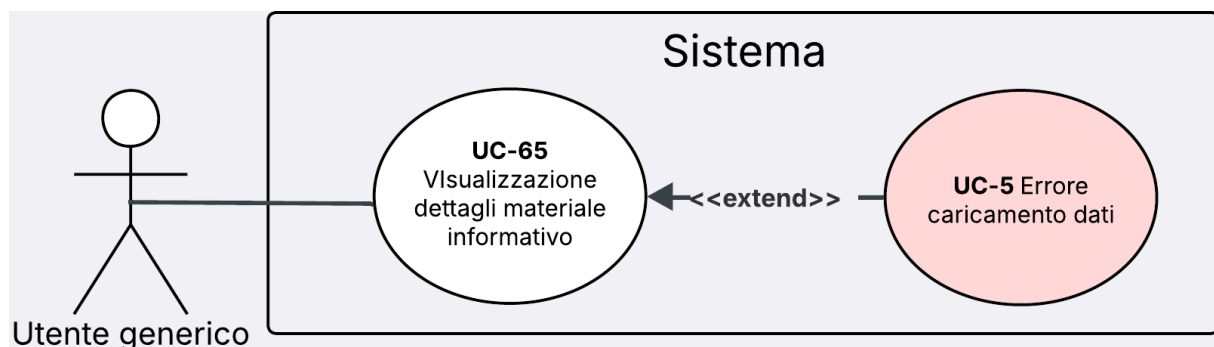 Sistema
UC-65
VIsualizzazione
dettagli materiale
informativo
<<extend>>
UC-5 Errore
caricamento dati
Utente generico